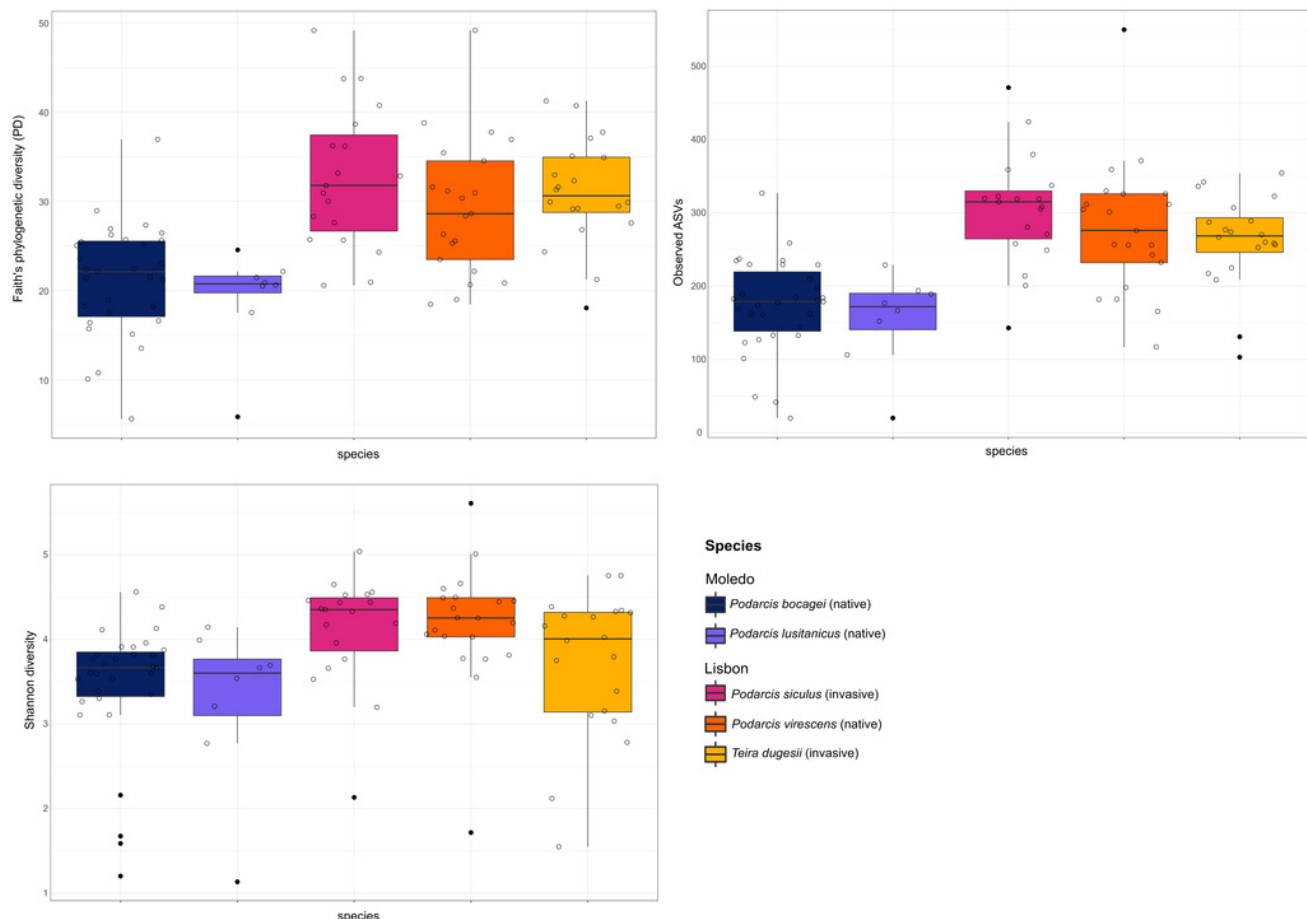 50
40
30
20
10
Faith's phylogenetic diversity (PD)
species
500
400
300
200
100
0
Observed ASVs
species
5
4
3
2
1
Shannon diversity
species
Species
Moledo
Podarcis bocagei (native)
Podarcis lusitanicus (native)
Lisbon
Podarcis siculus (invasive)
Podarcis virescens (native)
Teira dugesii (invasive)